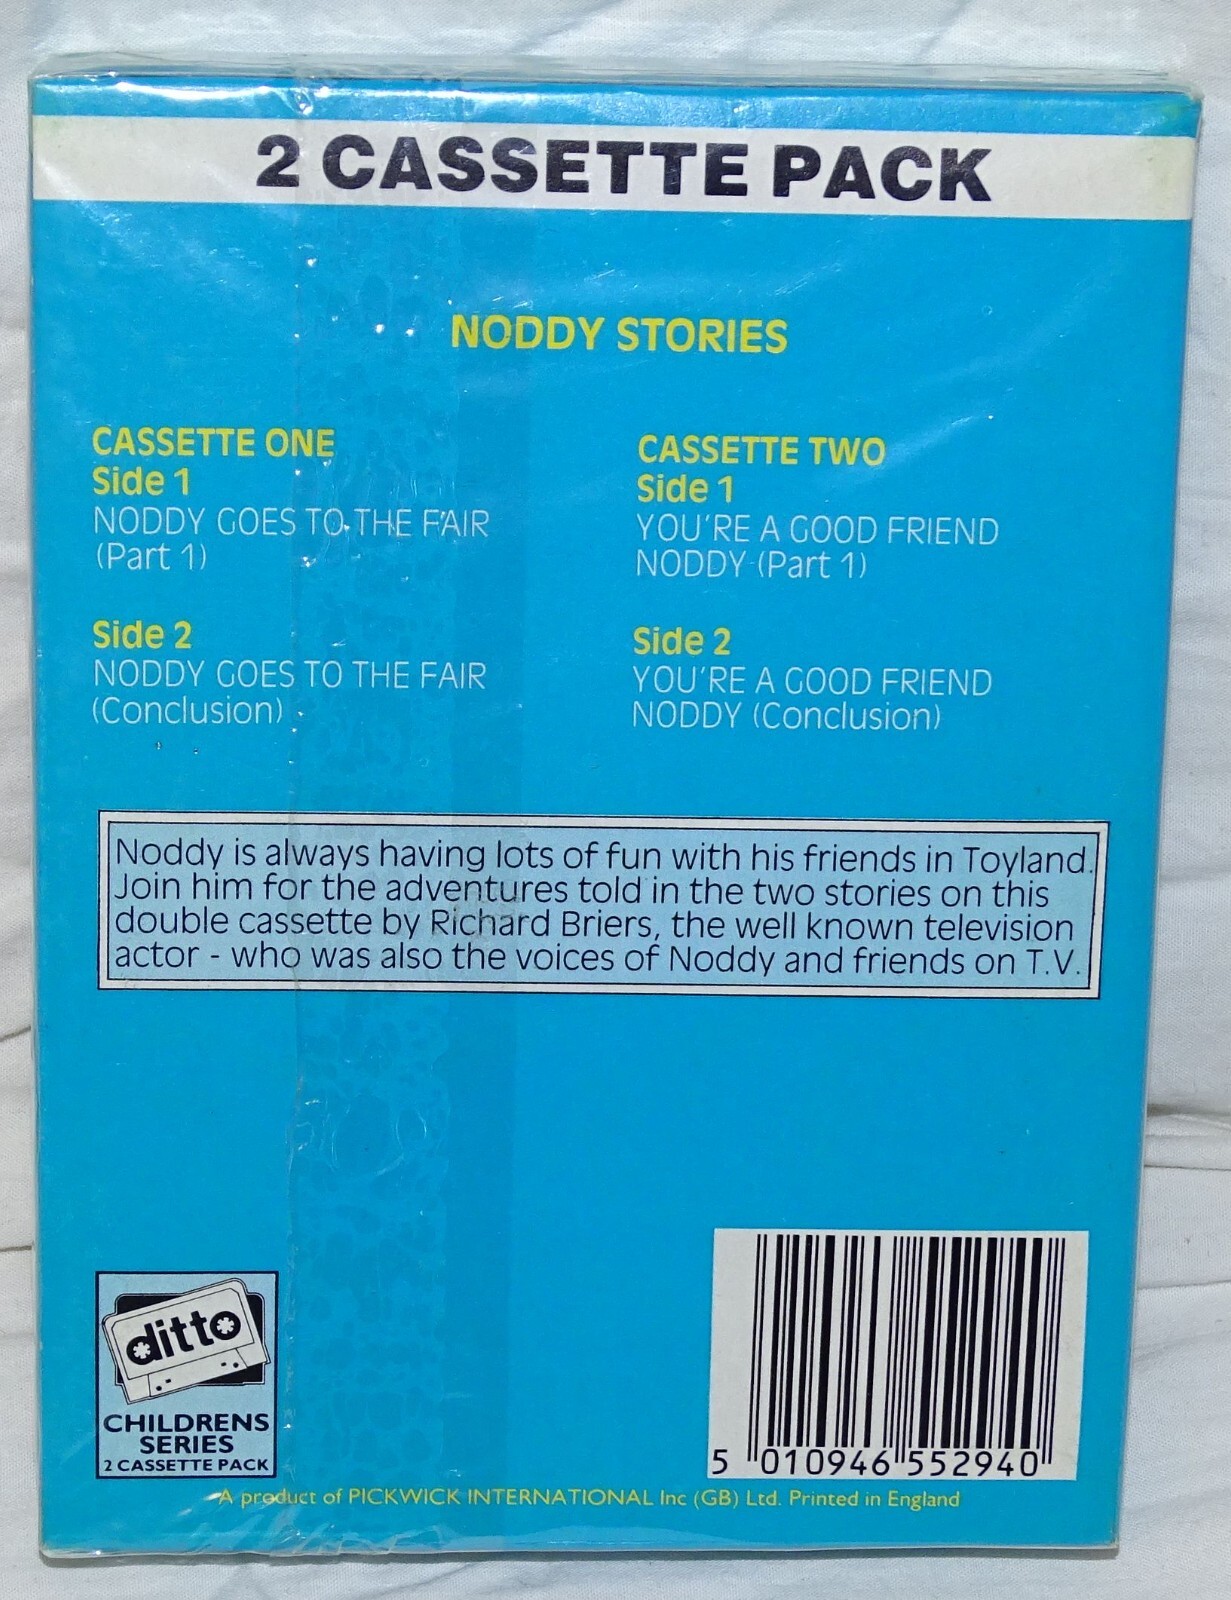 2 CASSETTE PACK
NODDY STORIES
CASSETTE ONE
Side 1
NODDY GOES TO THE FAIR
(Part 1)
Side 2
NODDY GOES TO THE FAIR
(Conclusion)
CASSETTE TWO
Side 1
YOU'RE A GOOD FRIEND
NODDY (Part 1)
Side 2
YOU'RE A GOOD FRIEND
NODDY (Conclusion)
Noddy is always having lots of fun with his friends in Toyland.
Join him for the adventures told in the two stories on this
double cassette by Richard Briers, the well known television
actor - who was also the voices of Noddy and friends on T.V.
ditto
CHILDRENS
SERIES
2 CASSETTE PACK
5 010946 552940
A product of PICKWICK INTERNATIONAL Inc (GB) Ltd. Printed in England